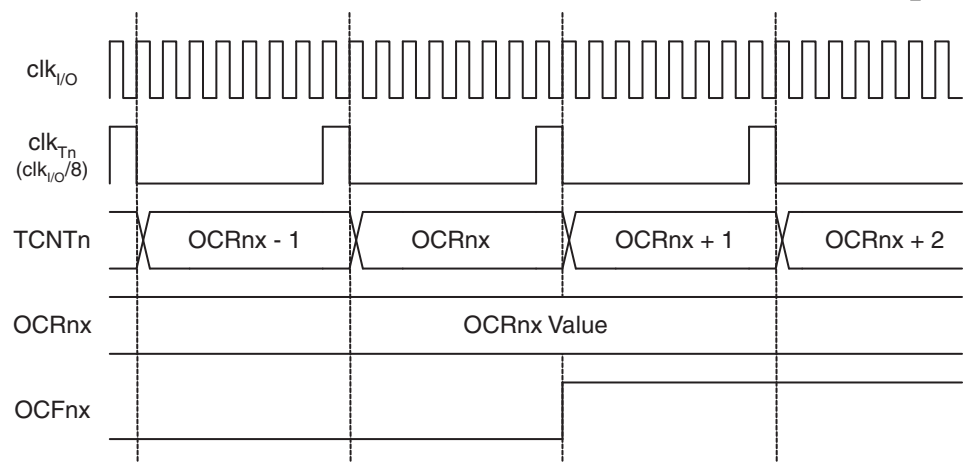 clkI/O
clkTn
(clkI/O/8)
TCNTn OCRnx - 1 OCRnx OCRnx + 1 OCRnx + 2
OCRnx OCRnx Value
OCFnx